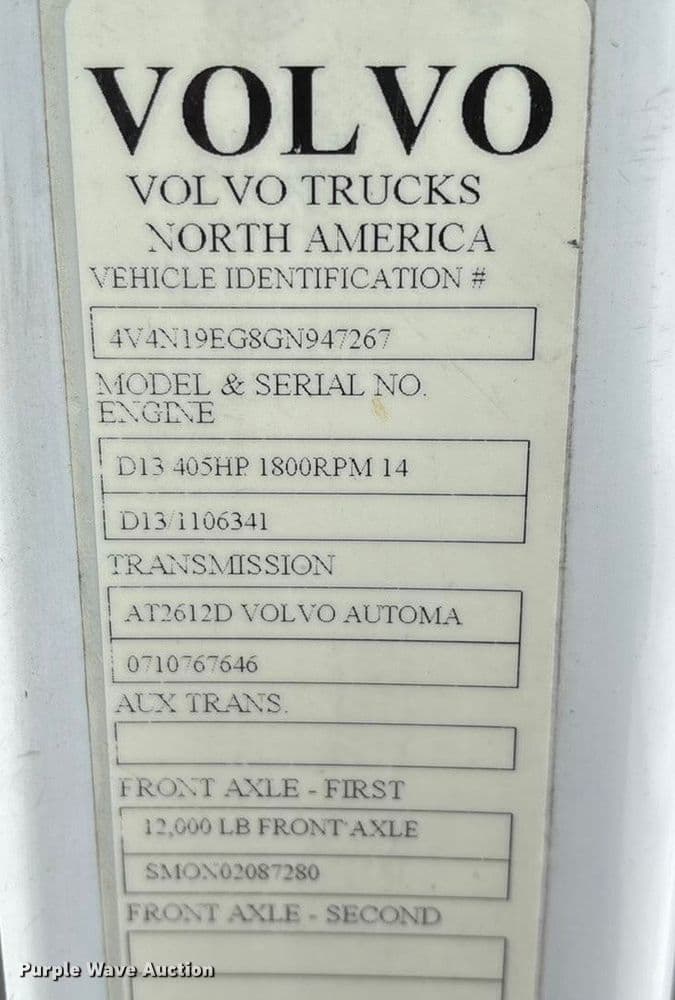 VOLVO
VOLVO TRUCKS
NORTH AMERICA
VEHICLE IDENTIFICATION #
4V4N19EG8GN947267
MODEL & SERIAL NO.
ENGINE
D13 405HP 1800RPM 14
D13/1106341
TRANSMISSION
AT2612D VOLVO AUTOMA
0710767646
AUX TRANS.
FRONT AXLE - FIRST
12,000 LB FRONT AXLE
SMON02087280
FRONT AXLE - SECOND
Purple Wave Auction